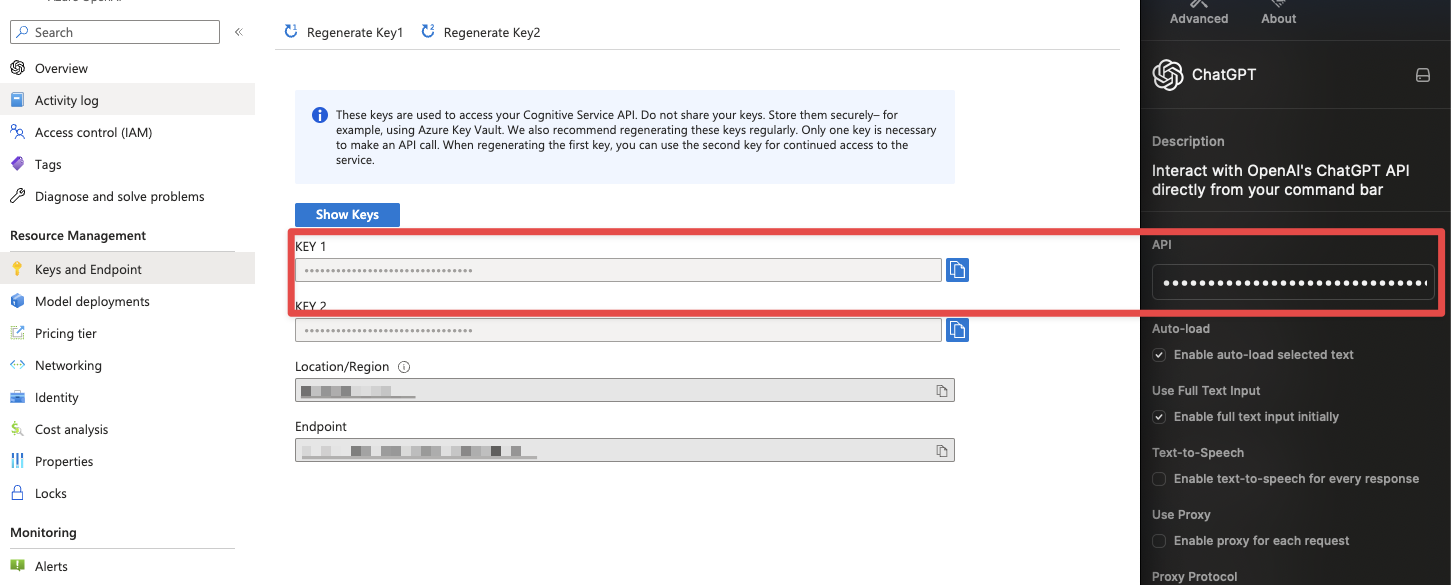 Search
Overview
Activity log
Access control (IAM)
Tags
Diagnose and solve problems
Resource Management
Keys and Endpoint
Model deployments
Pricing tier
Networking
Identity
Cost analysis
Properties
Locks
Monitoring
Alerts
Regenerate Key1
Regenerate Key2
These keys are used to access your Cognitive Service API. Do not share your keys. Store them securely– for
example, using Azure Key Vault. We also recommend regenerating these keys regularly. Only one key is necessary
to make an API call. When regenerating the first key, you can use the second key for continued access to the
service.
Show Keys
KEY 1
KEY 2
Location/Region
Endpoint
Advanced
About
ChatGPT
Description
Interact with OpenAI's ChatGPT API
directly from your command bar
API
Auto-load
Enable auto-load selected text
Use Full Text Input
Enable full text input initially
Text-to-Speech
Enable text-to-speech for every response
Use Proxy
Enable proxy for each request
Proxy Protocol